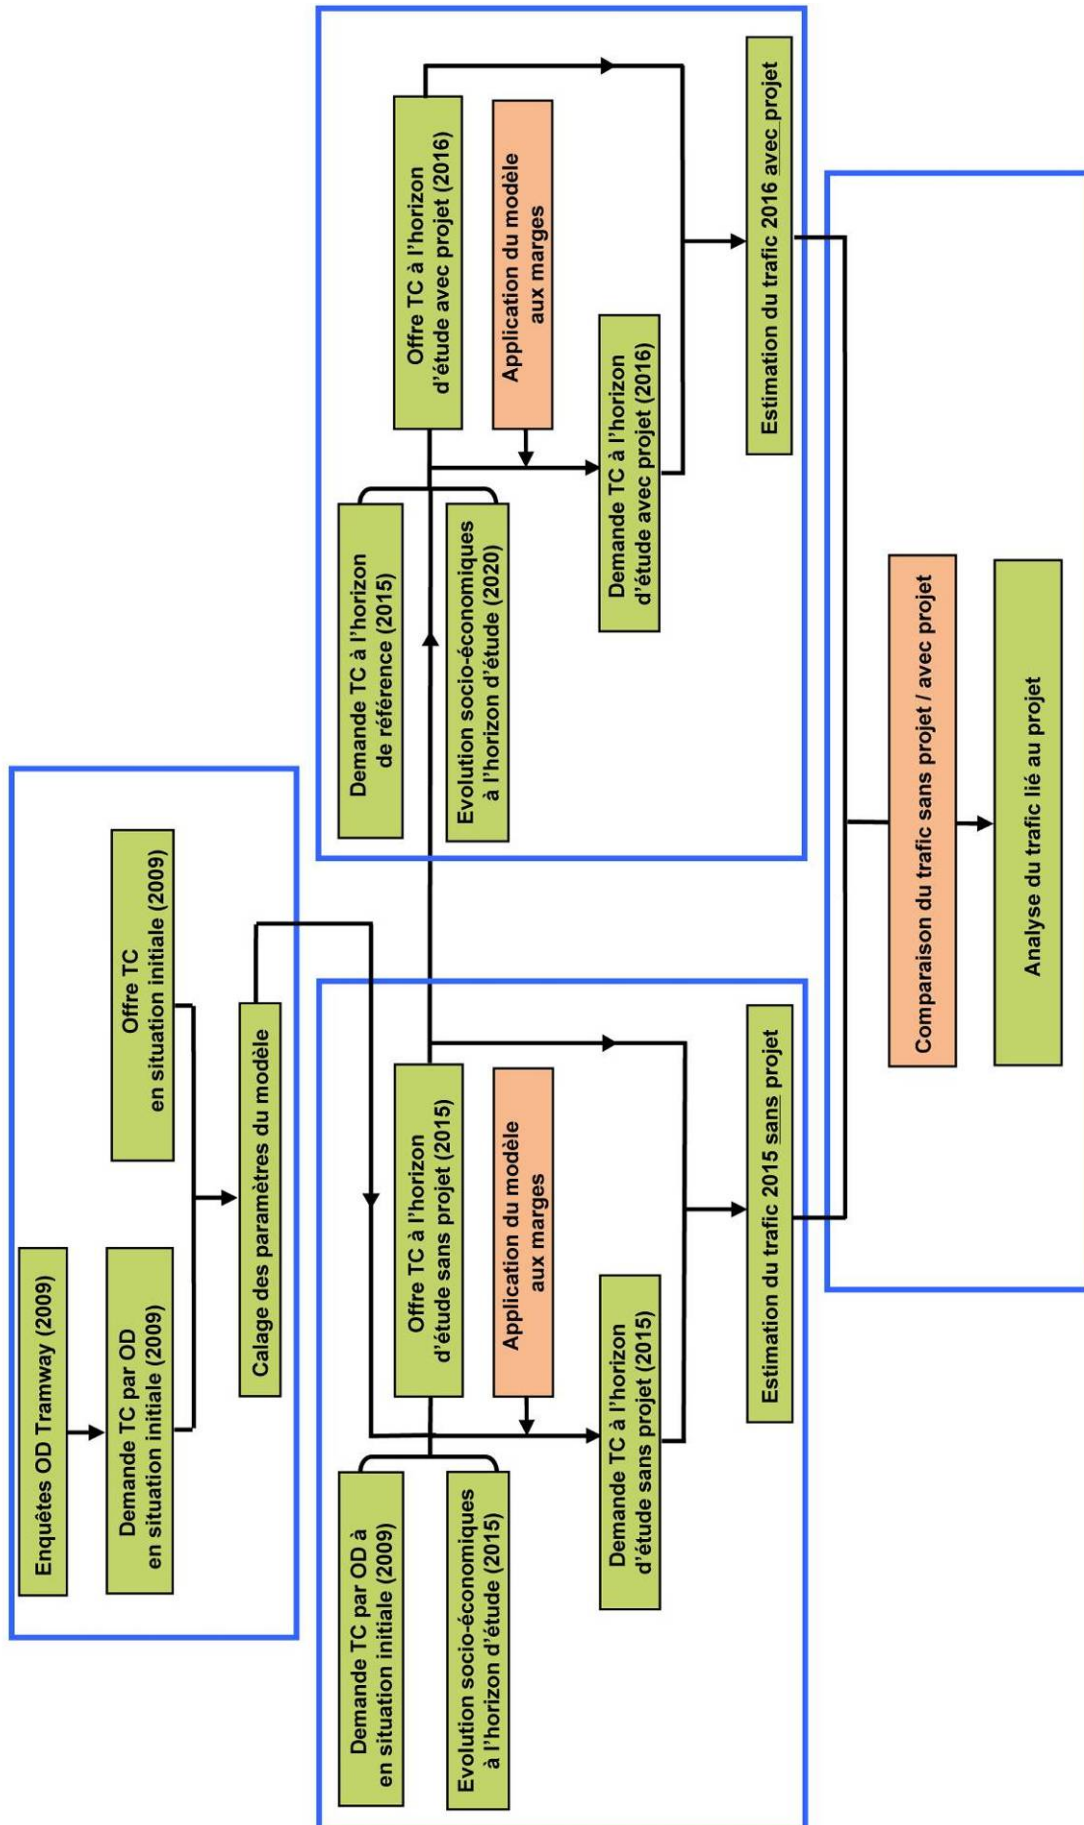 Enquêtes OD Tramway (2009)
Demande TC par OD
en situation initiale (2009)
Offre TC
en situation initiale (2009)
Calage des paramètres du modèle
Demande TC par OD à
en situation initiale (2009)
Evolution socio-économiques
à l'horizon d'étude (2015)
Offre TC à l'horizon
d'étude sans projet (2015)
Application du modèle
aux marges
Demande TC à l'horizon
d'étude sans projet (2015)
Estimation du trafic 2015 sans projet
Demande TC à l'horizon
de référence (2015)
Evolution socio-économiques
à l'horizon d'étude (2020)
Offre TC à l'horizon
d'étude avec projet (2016)
Application du modèle
aux marges
Demande TC à l'horizon
d'étude avec projet (2016)
Estimation du trafic 2016 avec projet
Comparaison du trafic sans projet / avec projet
Analyse du trafic lié au projet